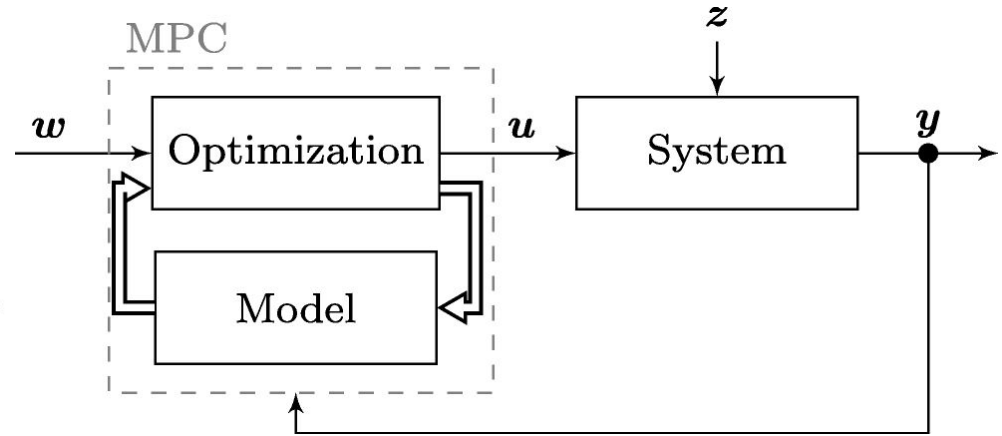 MPC
z
w
Optimization
u
System
y
Model